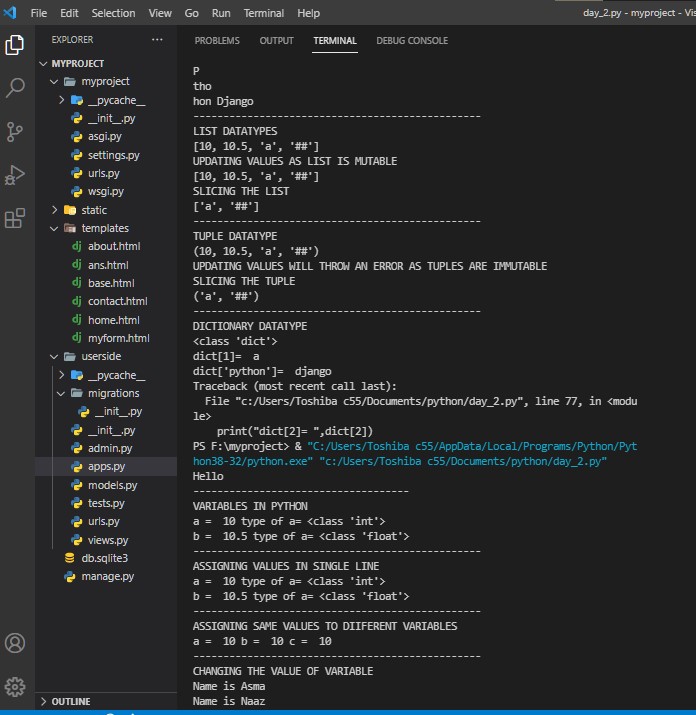 File Edit Selection View Go Run Terminal Help
day_2.py - myproject - Vis
EXPLORER
MYPROJECT
myproject
__pycache__
__init__.py
asgi.py
settings.py
urls.py
wsgi.py
static
templates
about.html
ans.html
base.html
contact.html
home.html
myform.html
userside
__pycache__
migrations
__init__.py
__init__.py
admin.py
apps.py
models.py
tests.py
urls.py
views.py
db.sqlite3
manage.py
OUTLINE
PROBLEMS OUTPUT TERMINAL DEBUG CONSOLE
P
tho
hon Django
------------------------------------------------
LIST DATATYPES
[10, 10.5, 'a', '##']
UPDATING VALUES AS LIST IS MUTABLE
[10, 10.5, 'a', '##']
SLICING THE LIST
['a', '##']
------------------------------------------------
TUPLE DATATYPE
(10, 10.5, 'a', '##')
UPDATING VALUES WILL THROW AN ERROR AS TUPLES ARE IMMUTABLE
SLICING THE TUPLE
('a', '##')
------------------------------------------------
DICTIONARY DATATYPE
<class 'dict'>
dict[1]=  a
dict['python']=  django
Traceback (most recent call last):
  File "c:/Users/Toshiba c55/Documents/python/day_2.py", line 77, in <modu
le>
    print("dict[2]= ",dict[2])
PS F:\myproject> & "C:/Users/Toshiba c55/AppData/Local/Programs/Python/Pyt
hon38-32/python.exe" "c:/Users/Toshiba c55/Documents/python/day_2.py"
Hello
------------------------------------
VARIABLES IN PYTHON
a =  10 type of a= <class 'int'>
b =  10.5 type of a= <class 'float'>
------------------------------------------------
ASSIGNING VALUES IN SINGLE LINE
a =  10 type of a= <class 'int'>
b =  10.5 type of a= <class 'float'>
------------------------------------------------
ASSIGNING SAME VALUES TO DIIFERENT VARIABLES
a =  10 b =  10 c =  10
------------------------------------------------
CHANGING THE VALUE OF VARIABLE
Name is Asma
Name is Naaz